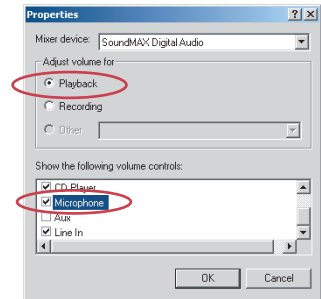 Properties
Mixer device: SoundMAX Digital Audio
Adjust volume for
Playback
Recording
Other
Show the following volume controls:
CD Player
Microphone
Aux
Line In
OK Cancel